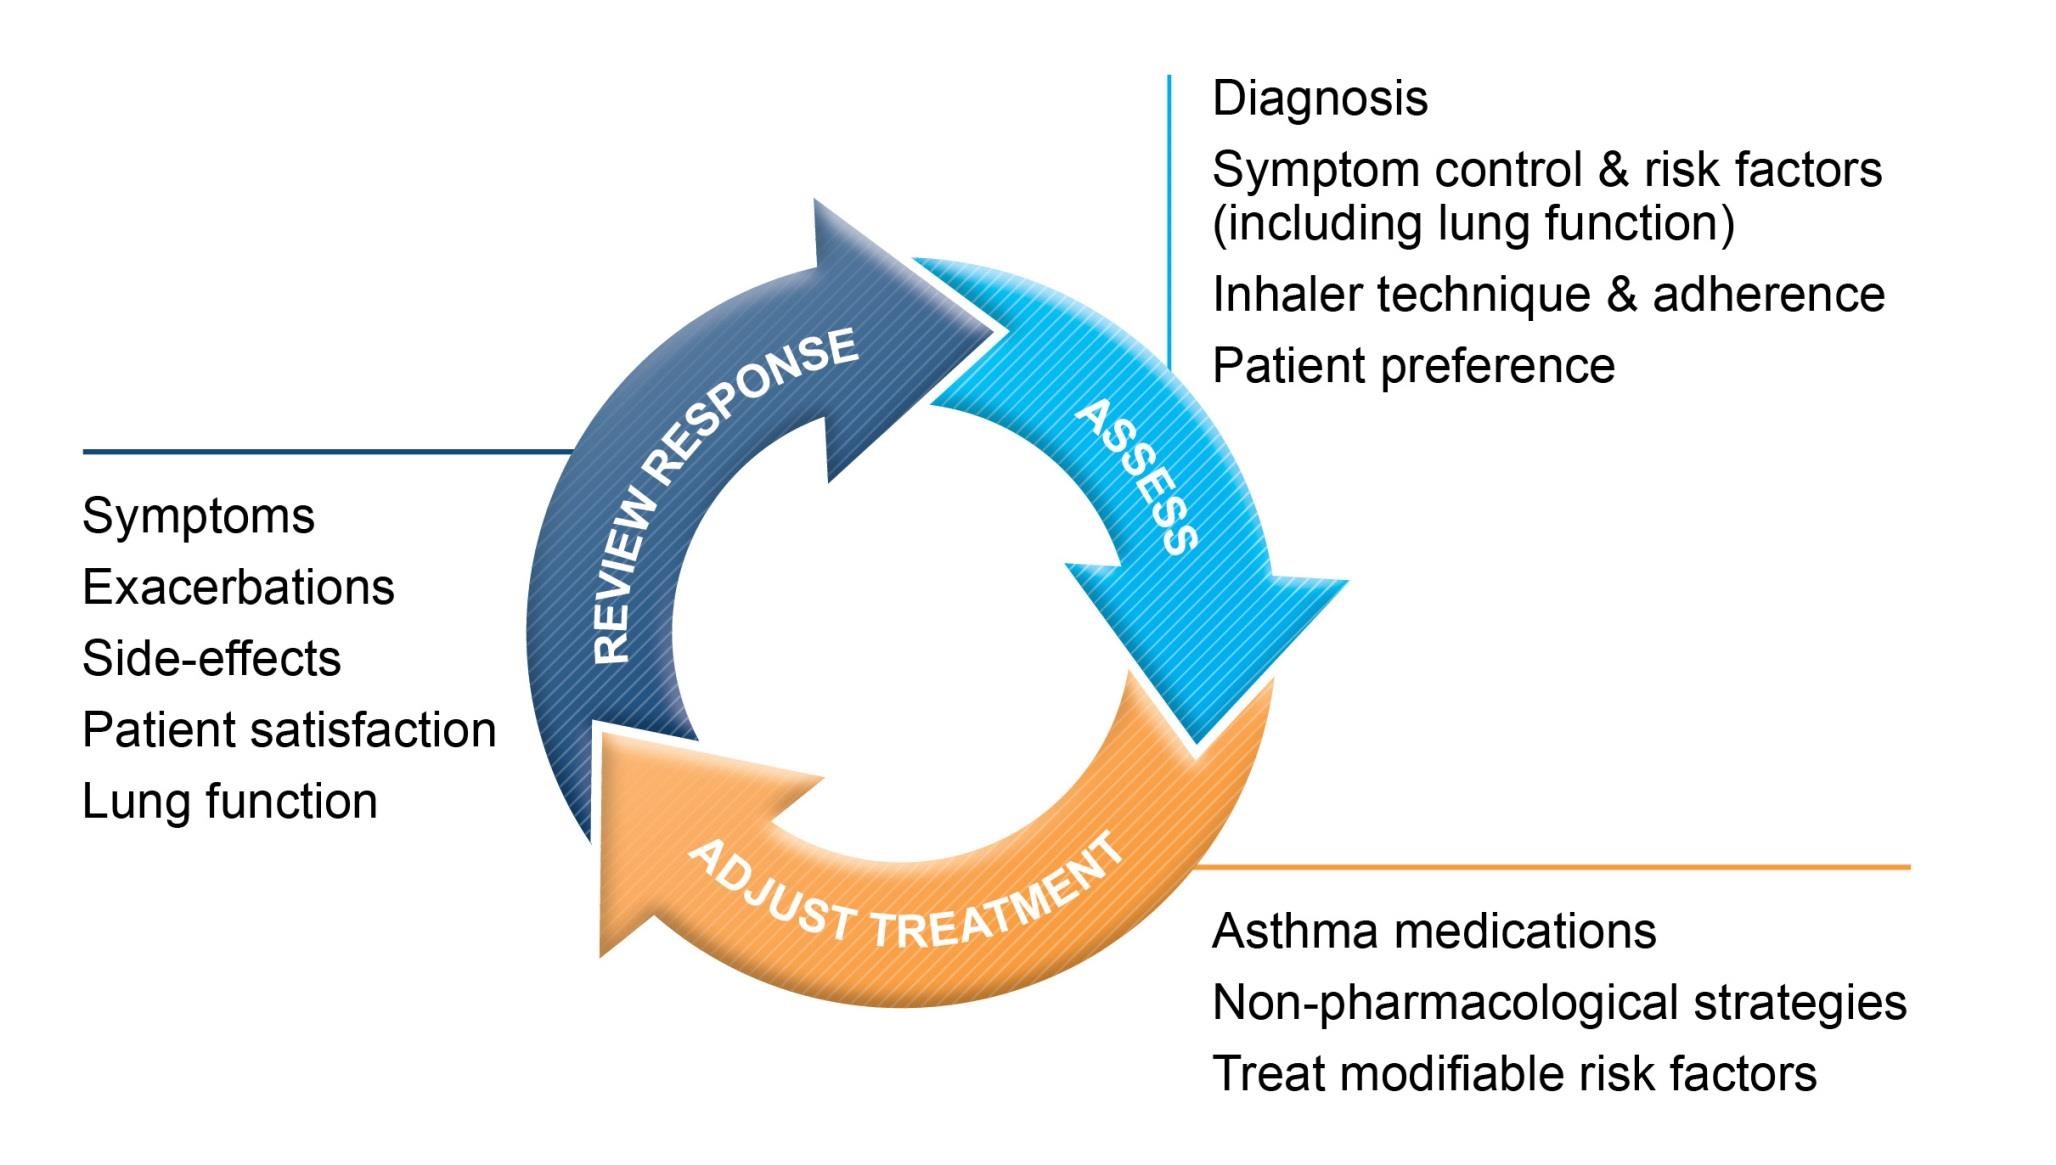 Diagnosis
Symptom control & risk factors
(including lung function)
Inhaler technique & adherence
Patient preference
ASSESS
REVIEW RESPONSE
Symptoms
Exacerbations
Side-effects
Patient satisfaction
Lung function
ADJUST TREATMENT
Asthma medications
Non-pharmacological strategies
Treat modifiable risk factors